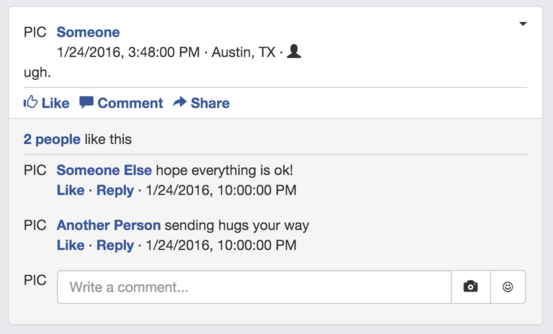 PIC Someone
1/24/2016, 3:48:00 PM · Austin, TX ·
ugh.
Like Comment Share
2 people like this
PIC Someone Else hope everything is ok!
Like · Reply · 1/24/2016, 10:00:00 PM
PIC Another Person sending hugs your way
Like · Reply · 1/24/2016, 10:00:00 PM
PIC Write a comment...